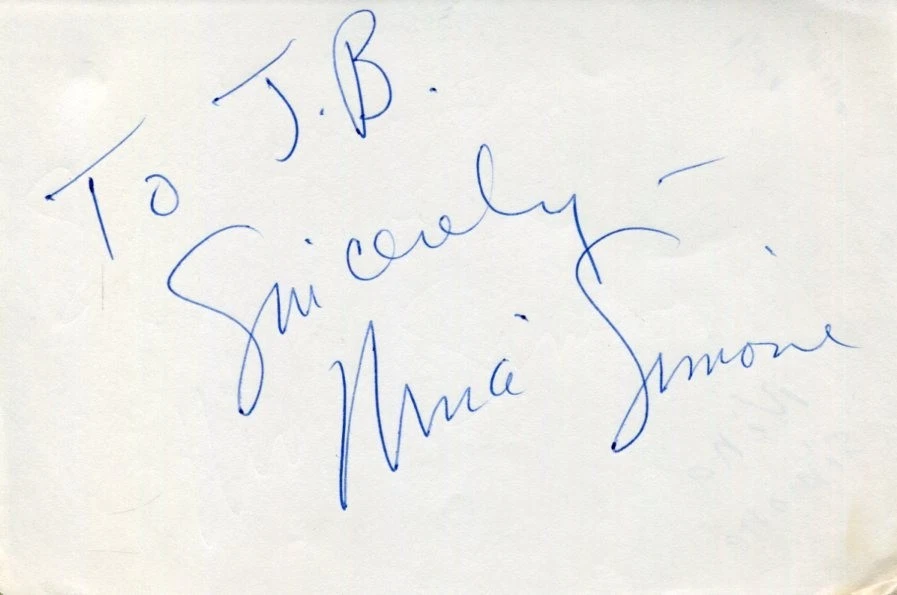 To J.B.
Sincerely –
Nina Simone